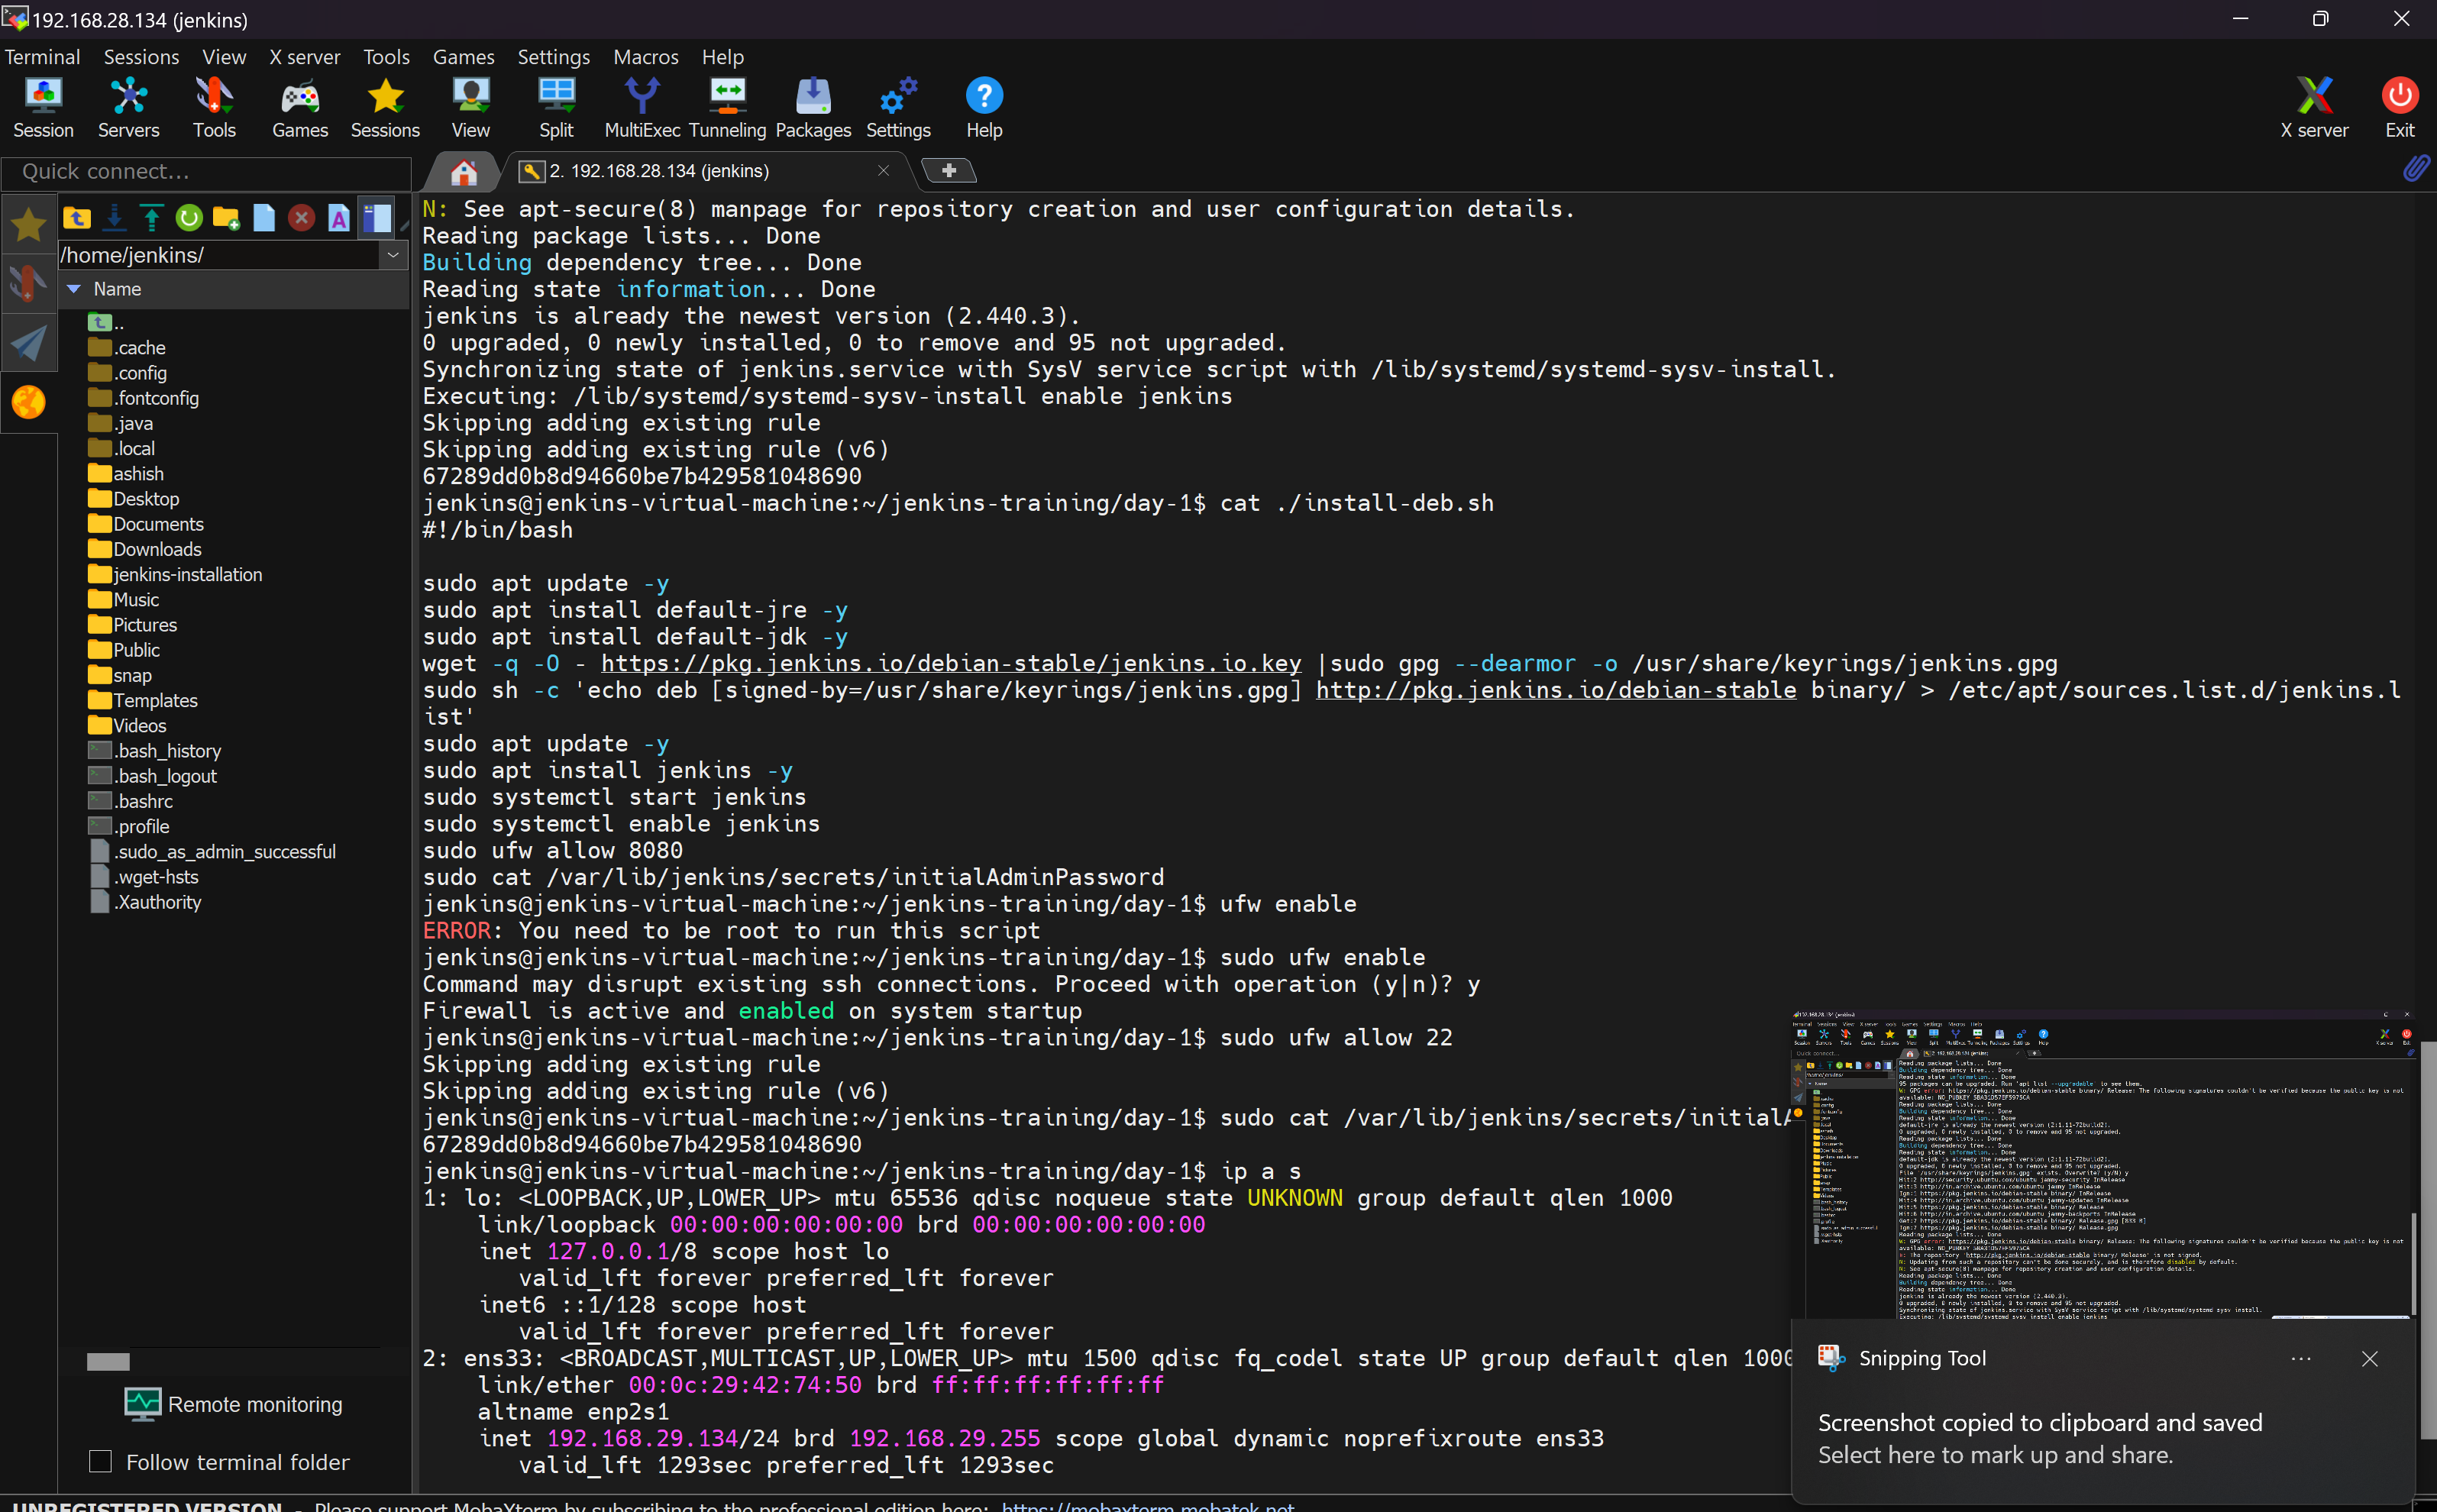 192.168.28.134 (jenkins)
Terminal Sessions View X server Tools Games Settings Macros Help
Session Servers Tools Games Sessions View Split MultiExec Tunneling Packages Settings Help X server Exit
Quick connect...
2. 192.168.28.134 (jenkins)
/home/jenkins/
Name
..
.cache
.config
.fontconfig
.java
.local
ashish
Desktop
Documents
Downloads
jenkins-installation
Music
Pictures
Public
snap
Templates
Videos
.bash_history
.bash_logout
.bashrc
.profile
.sudo_as_admin_successful
.wget-hsts
.Xauthority
Remote monitoring
Follow terminal folder
N: See apt-secure(8) manpage for repository creation and user configuration details.
Reading package lists... Done
Building dependency tree... Done
Reading state information... Done
jenkins is already the newest version (2.440.3).
0 upgraded, 0 newly installed, 0 to remove and 95 not upgraded.
Synchronizing state of jenkins.service with SysV service script with /lib/systemd/systemd-sysv-install.
Executing: /lib/systemd/systemd-sysv-install enable jenkins
Skipping adding existing rule
Skipping adding existing rule (v6)
67289dd0b8d94660be7b429581048690
jenkins@jenkins-virtual-machine:~/jenkins-training/day-1$ cat ./install-deb.sh
#!/bin/bash
sudo apt update -y
sudo apt install default-jre -y
sudo apt install default-jdk -y
wget -q -O - https://pkg.jenkins.io/debian-stable/jenkins.io.key |sudo gpg --dearmor -o /usr/share/keyrings/jenkins.gpg
sudo sh -c 'echo deb [signed-by=/usr/share/keyrings/jenkins.gpg] http://pkg.jenkins.io/debian-stable binary/ > /etc/apt/sources.list.d/jenkins.l
ist'
sudo apt update -y
sudo apt install jenkins -y
sudo systemctl start jenkins
sudo systemctl enable jenkins
sudo ufw allow 8080
sudo cat /var/lib/jenkins/secrets/initialAdminPassword
jenkins@jenkins-virtual-machine:~/jenkins-training/day-1$ ufw enable
ERROR: You need to be root to run this script
jenkins@jenkins-virtual-machine:~/jenkins-training/day-1$ sudo ufw enable
Command may disrupt existing ssh connections. Proceed with operation (y|n)? y
Firewall is active and enabled on system startup
jenkins@jenkins-virtual-machine:~/jenkins-training/day-1$ sudo ufw allow 22
Skipping adding existing rule
Skipping adding existing rule (v6)
jenkins@jenkins-virtual-machine:~/jenkins-training/day-1$ sudo cat /var/lib/jenkins/secrets/initialA
67289dd0b8d94660be7b429581048690
jenkins@jenkins-virtual-machine:~/jenkins-training/day-1$ ip a s
1: lo: <LOOPBACK,UP,LOWER_UP> mtu 65536 qdisc noqueue state UNKNOWN group default qlen 1000
link/loopback 00:00:00:00:00:00 brd 00:00:00:00:00:00
inet 127.0.0.1/8 scope host lo
valid_lft forever preferred_lft forever
inet6 ::1/128 scope host
valid_lft forever preferred_lft forever
2: ens33: <BROADCAST,MULTICAST,UP,LOWER_UP> mtu 1500 qdisc fq_codel state UP group default qlen 1000
link/ether 00:0c:29:42:74:50 brd ff:ff:ff:ff:ff:ff
altname enp2s1
inet 192.168.29.134/24 brd 192.168.29.255 scope global dynamic noprefixroute ens33
valid_lft 1293sec preferred_lft 1293sec
Snipping Tool
Screenshot copied to clipboard and saved
Select here to mark up and share.
UNREGISTERED VERSION - Please support MobaXterm by subscribing to the professional edition here: https://mobaxterm.mobatek.net